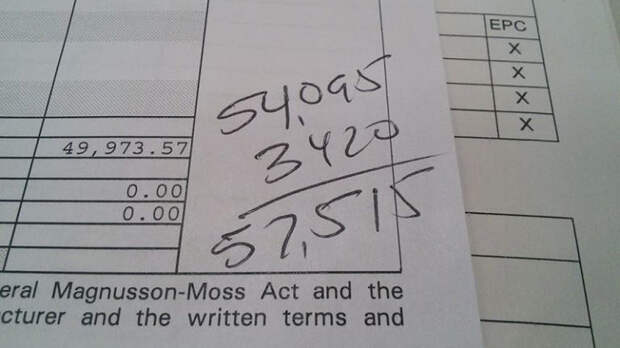 EPC
X
X
X
X
54,095
3420
57,515
49,973.57
0.00
0.00
eral Magnusson-Moss Act and the
cturer and the written terms and